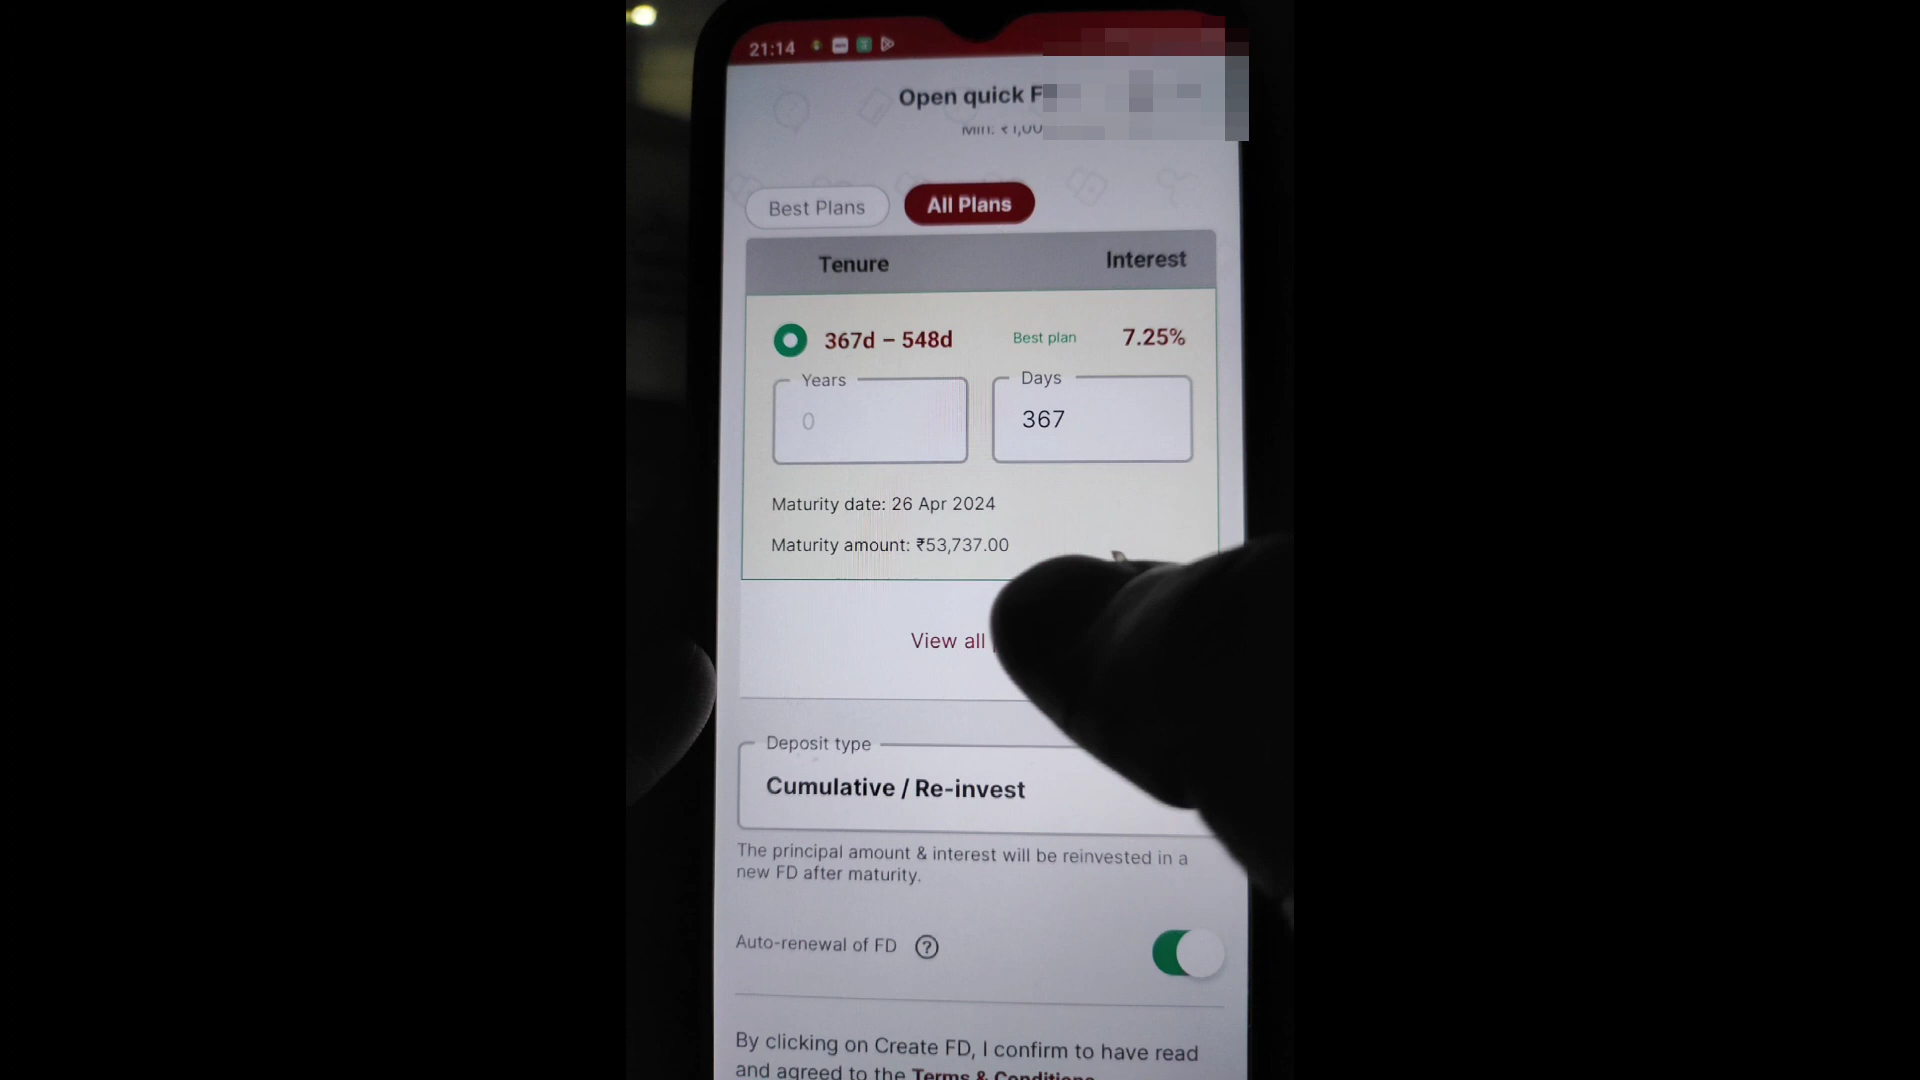 21:14
Open quick
Min: ₹1,00
Best Plans
All Plans
Tenure
Interest
367d – 548d
Best plan
7.25%
Years
Days
0
367
Maturity date: 26 Apr 2024
Maturity amount: ₹53,737.00
View all
Deposit type
Cumulative / Re-invest
The principal amount & interest will be reinvested in a
new FD after maturity.
Auto-renewal of FD ?
By clicking on Create FD, I confirm to have read
and agreed to the Terms & Conditions